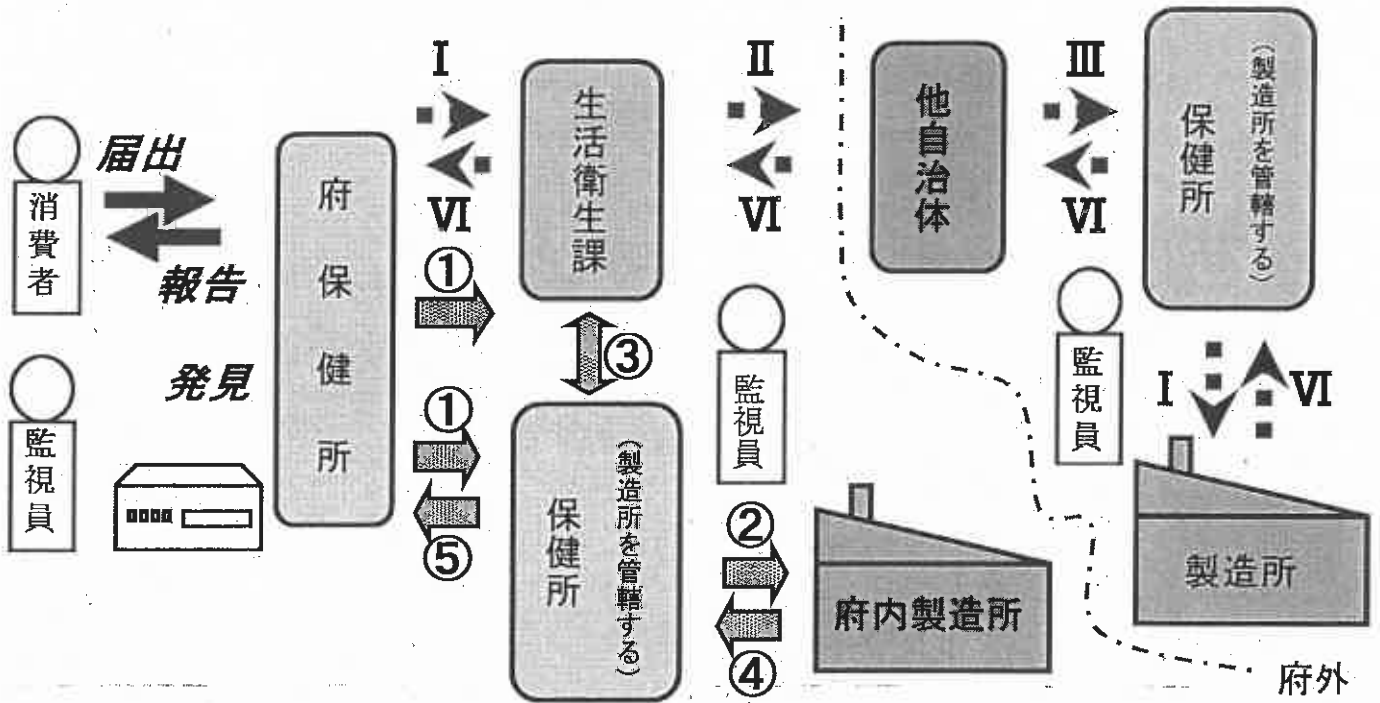 消費者
届出
報告
監視員
発見
府保健所
Ⅰ
Ⅵ
①
①
⑤
生活衛生課
③
保健所
(製造所を管轄する)
Ⅱ
Ⅵ
監視員
②
④
府内製造所
他自治体
Ⅲ
Ⅵ
保健所
(製造所を管轄する)
監視員
Ⅰ
Ⅵ
製造所
府外